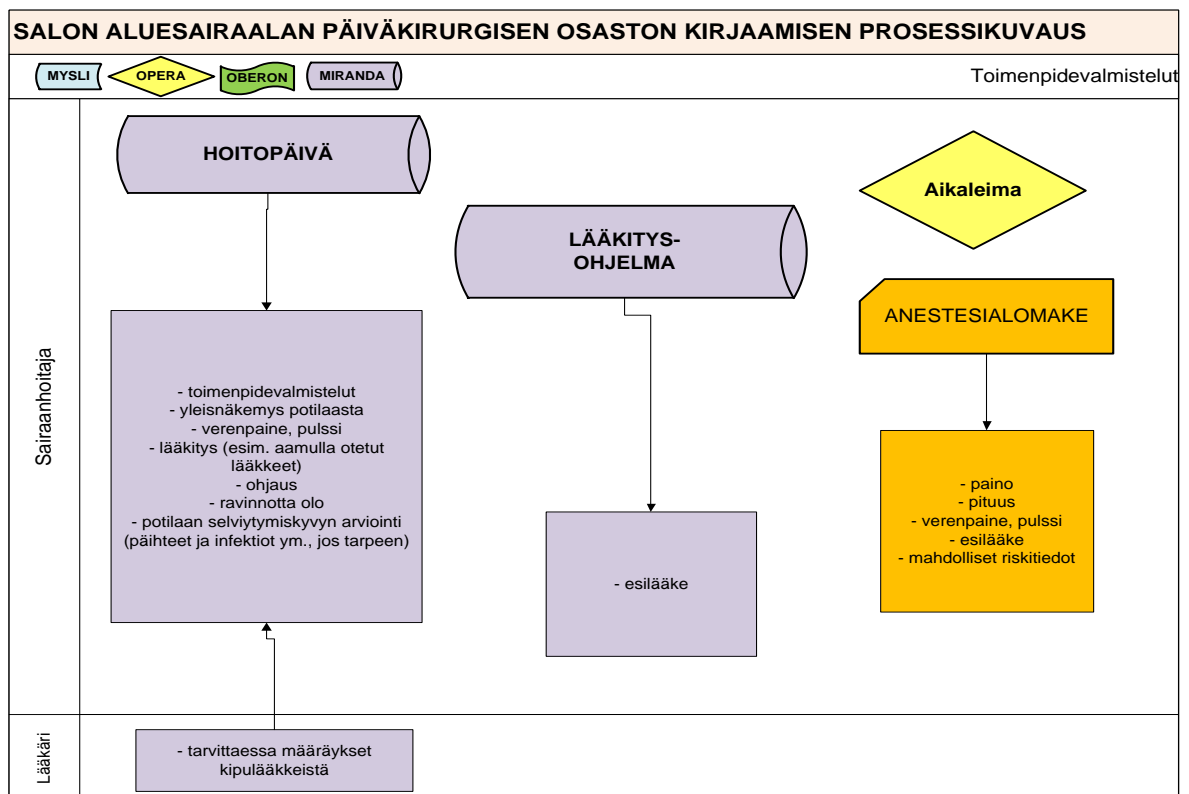 SALON ALUESAIRAALAN PÄIVÄKIRURGISEN OSASTON KIRJAAMISEN PROSESSIKUVAUS
MYSLI
OPERA
OBERON
MIRANDA
Toimenpidevalmistelut
Sairaanhoitaja
HOITOPÄIVÄ
- toimenpidevalmistelut
- yleisnäkemys potilaasta
- verenpaine, pulssi
- lääkitys (esim. aamulla otetut
lääkkeet)
- ohjaus
- ravinnotta olo
- potilaan selviytymiskyvyn arviointi
(päihteet ja infektiot ym., jos tarpeen)
LÄÄKITYS-
OHJELMA
- esilääke
Aikaleima
ANESTESIALOMAKE
- paino
- pituus
- verenpaine, pulssi
- esilääke
- mahdolliset riskitiedot
Lääkäri
- tarvittaessa määräykset
kipulääkkeistä